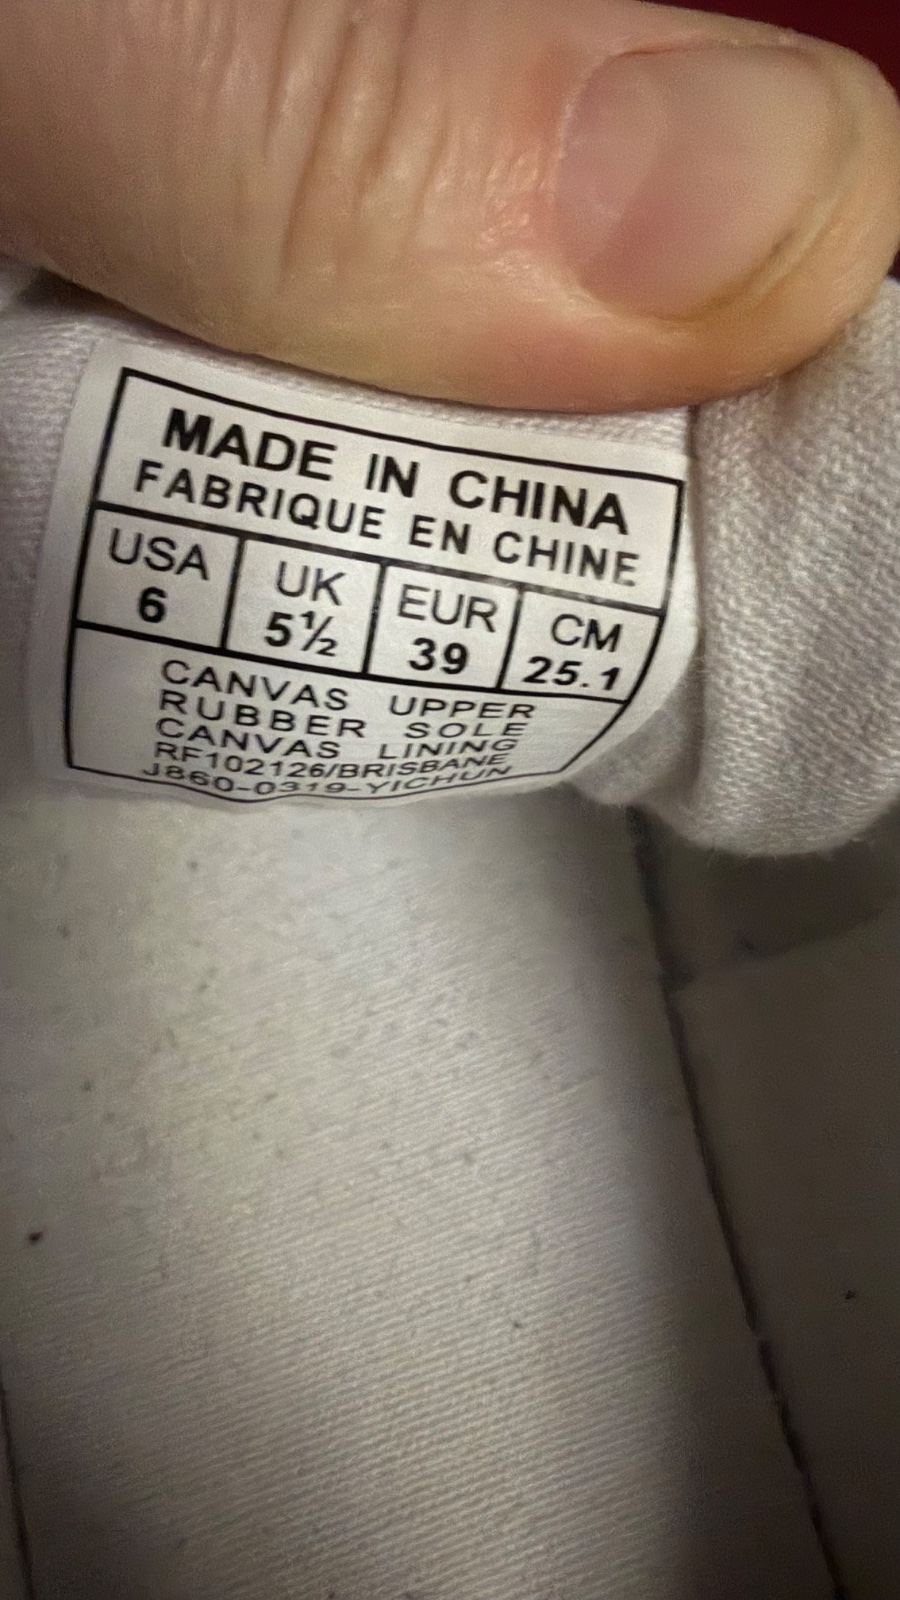 MADE IN CHINA
FABRIQUE EN CHINE
USA UK EUR CM
6 5½ 39 25.1
CANVAS UPPER
RUBBER SOLE
CANVAS LINING
RF102126/BRISBANE
J860-0319-YICHUN